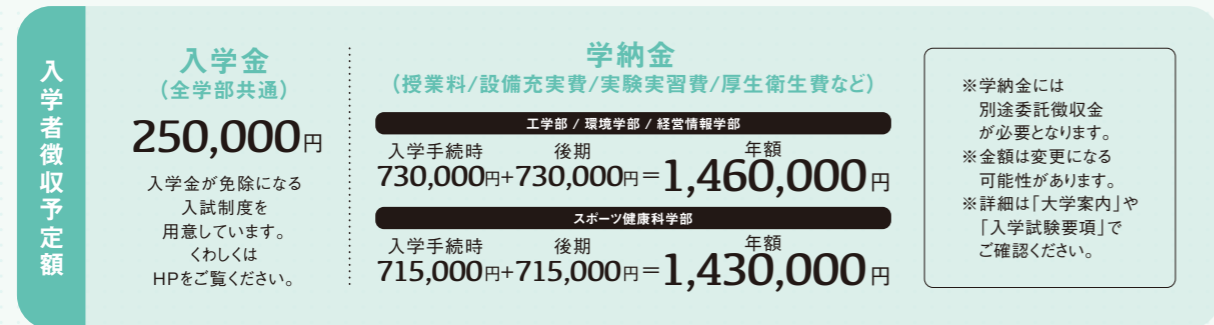 入学者徴収予定額
入学金
（全学部共通）
250,000円
入学金が免除になる
入試制度を
用意しています。
くわしくは
HPをご覧ください。
学納金
（授業料/設備充実費/実験実習費/厚生衛生費など）
工学部 / 環境学部 / 経営情報学部
入学手続時 後期 年額
730,000円+730,000円=1,460,000円
スポーツ健康科学部
入学手続時 後期 年額
715,000円+715,000円=1,430,000円
※学納金には
別途委託徴収金
が必要となります。
※金額は変更になる
可能性があります。
※詳細は「大学案内」や
「入学試験要項」で
ご確認ください。